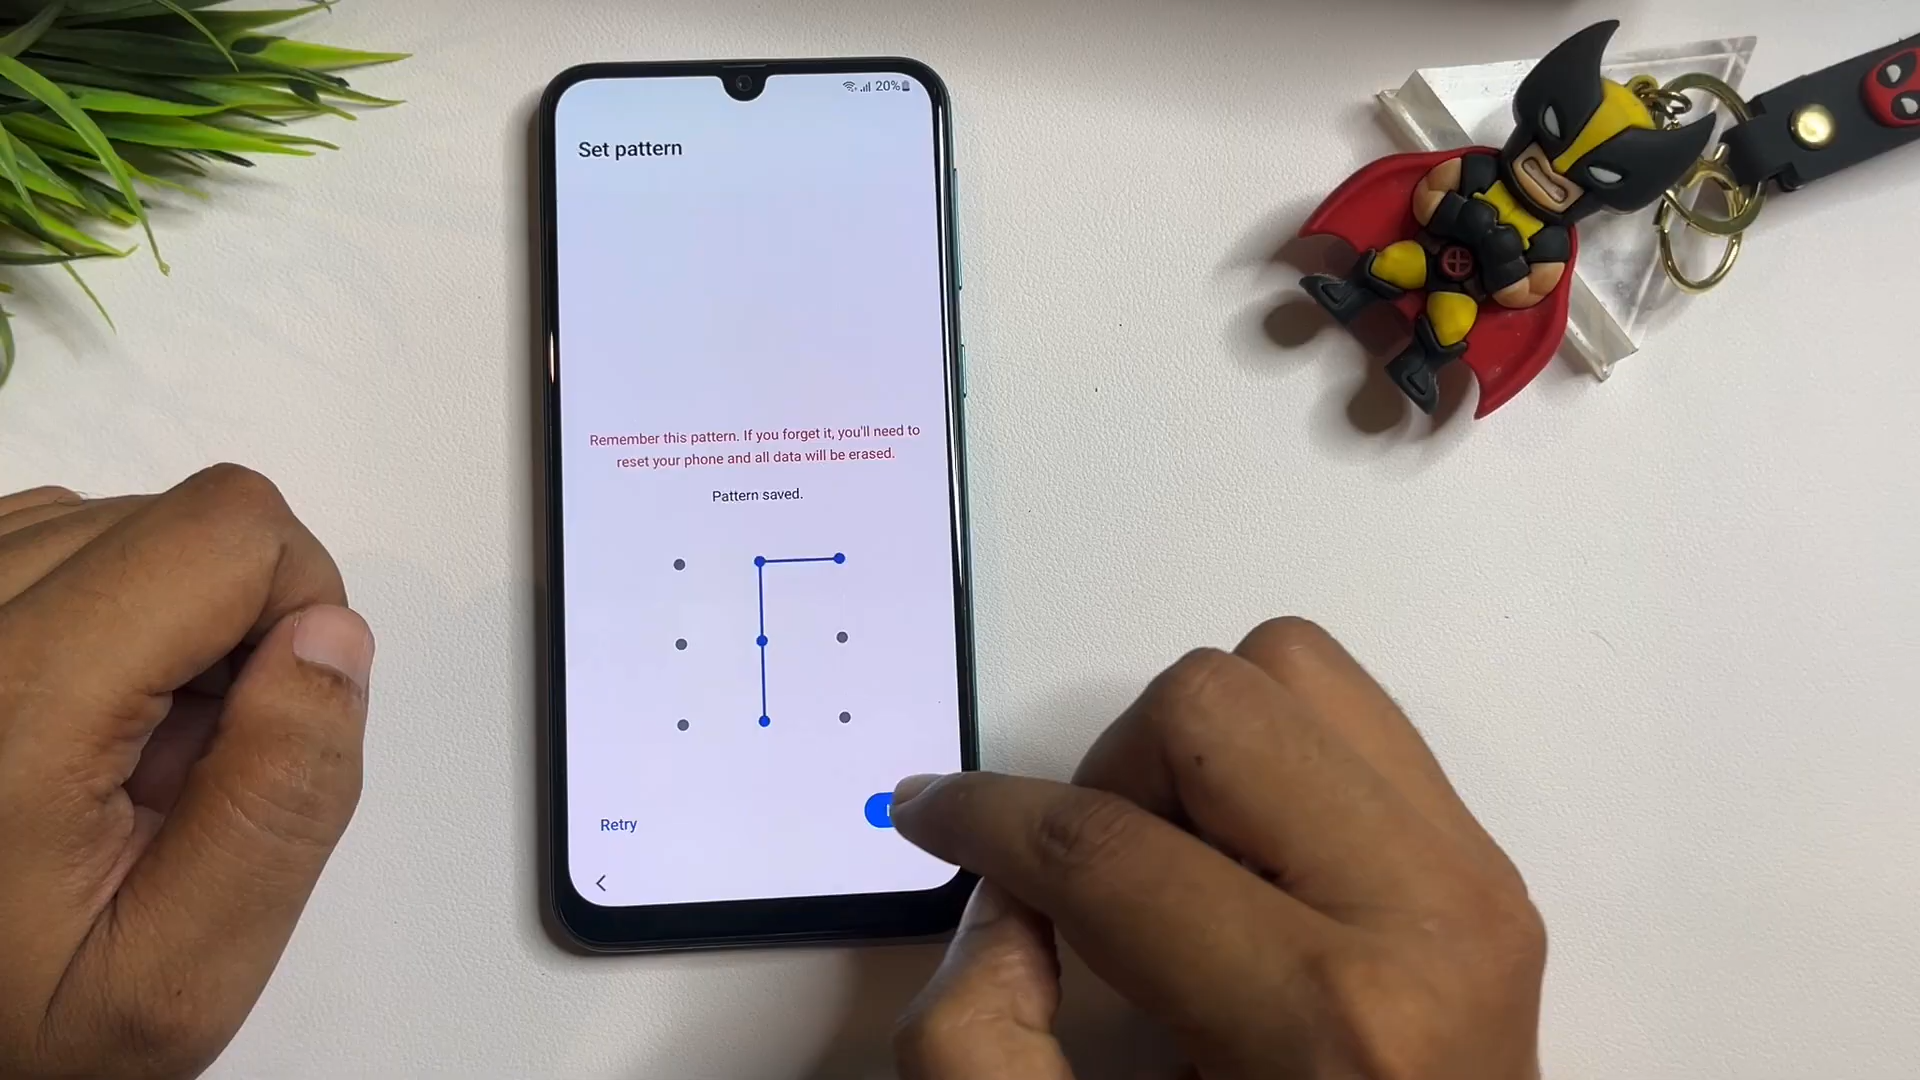 20%
Set pattern
Remember this pattern. If you forget it, you'll need to
reset your phone and all data will be erased.
Pattern saved.
Retry